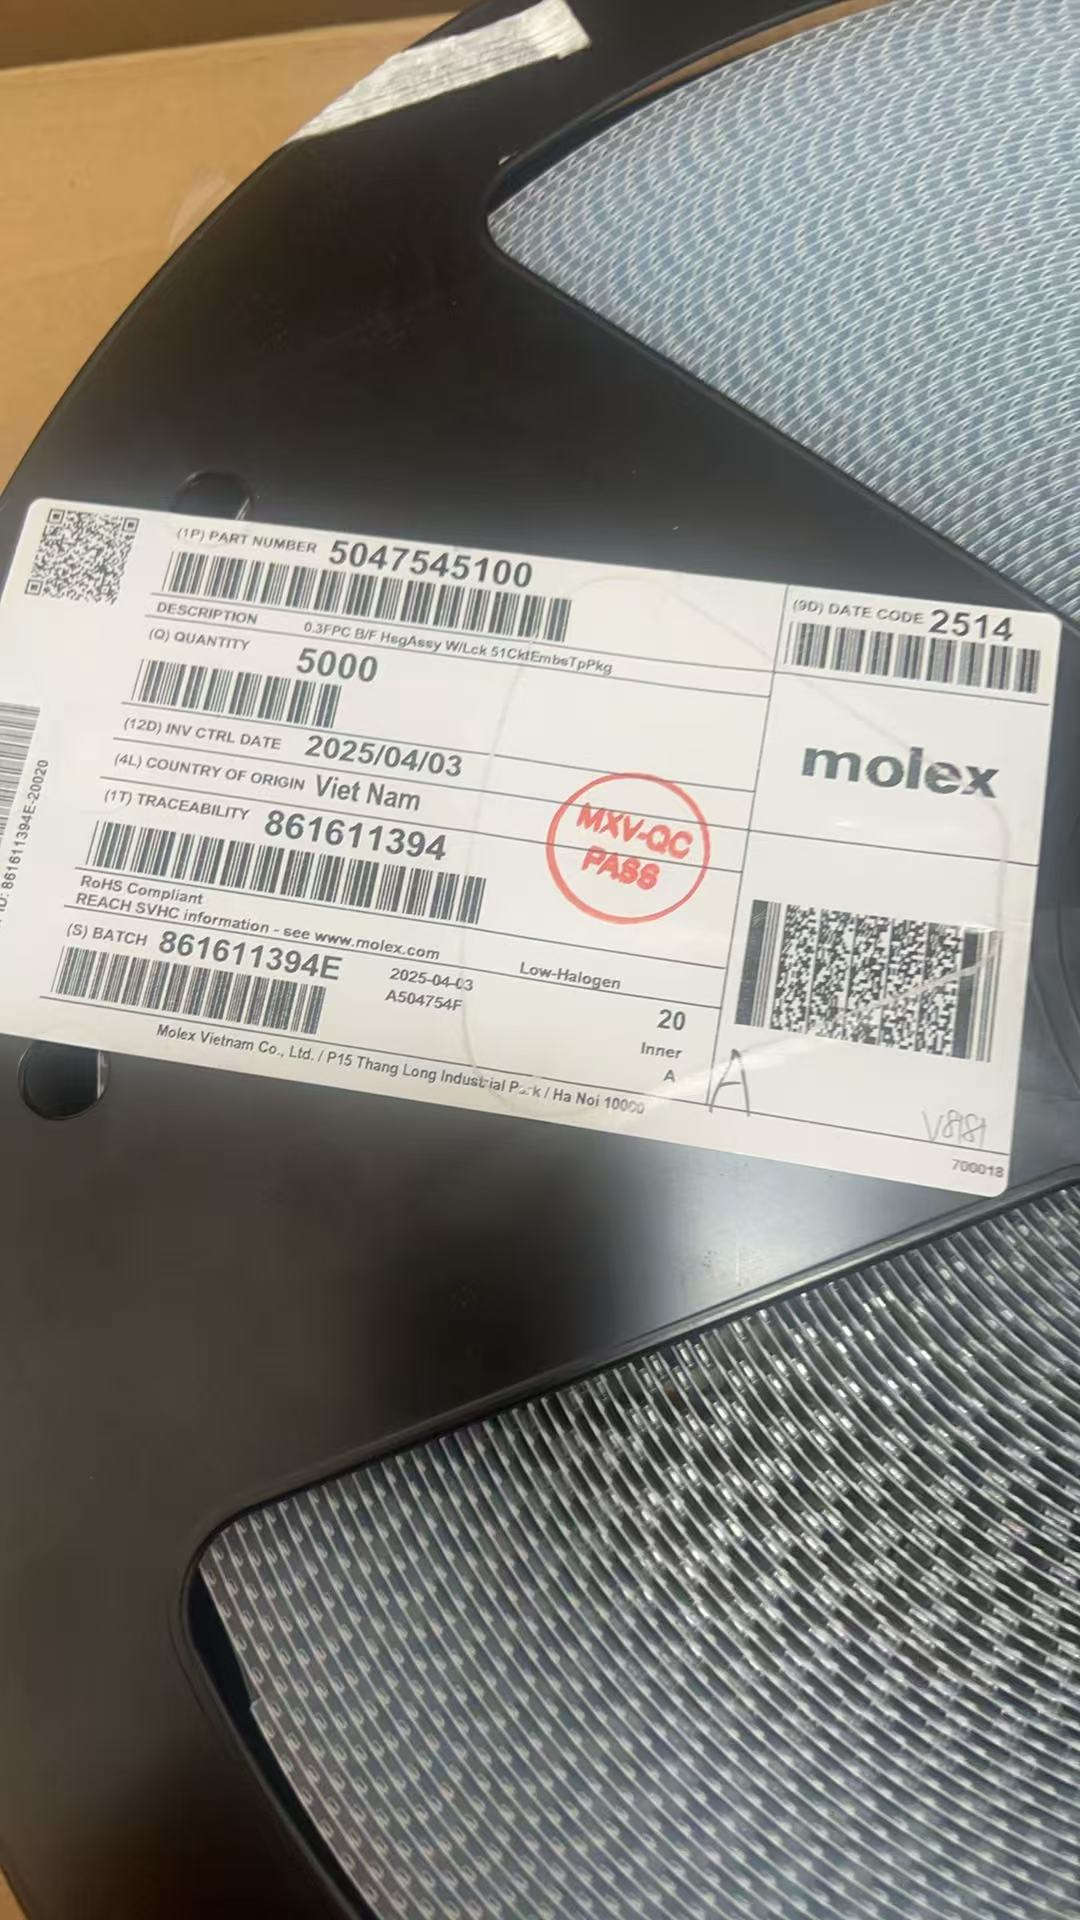 (1P) PART NUMBER 5047545100
(9D) DATE CODE 2514
DESCRIPTION 0.3FPC B/F HsgAssy W/Lck 51CktEmbsTpPkg
(Q) QUANTITY 5000
(12D) INV CTRL DATE 2025/04/03
molex
(4L) COUNTRY OF ORIGIN Viet Nam
(1T) TRACEABILITY 861611394
MXV-QC
PASS
RoHS Compliant
REACH SVHC information - see www.molex.com
Low-Halogen
(S) BATCH 861611394E
2025-04-03
A504754F
20
Inner
A
A
Molex Vietnam Co., Ltd. / P15 Thang Long Industrial Park / Ha Noi 10000
700018
ID: 861611394E-20020